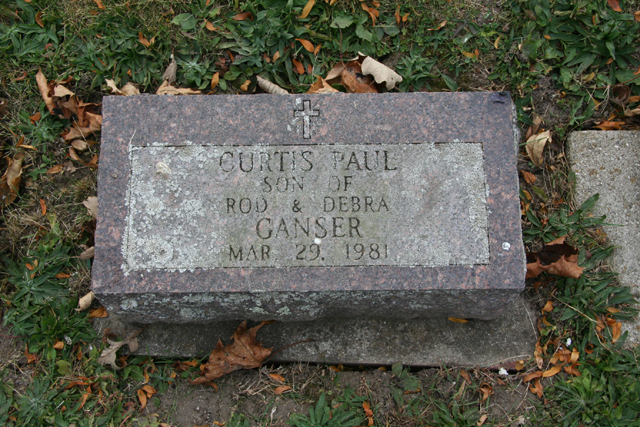 CURTIS PAUL
SON OF
ROD & DEBRA
GANSER
MAR 29, 1981